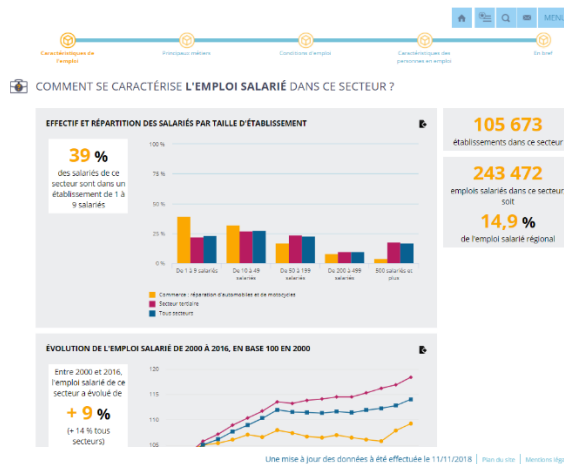 MENU
Caractéristiques de l'emploi
Principaux métiers
Conditions d'emploi
Caractéristiques des personnes en emploi
En bref
COMMENT SE CARACTÉRISE L'EMPLOI SALARIÉ DANS CE SECTEUR ?
EFFECTIF ET RÉPARTITION DES SALARIÉS PAR TAILLE D'ÉTABLISSEMENT
39 %
des salariés de ce
secteur sont dans un
établissement de 1 à
9 salariés
100 %
75 %
50 %
25 %
0 %
De 1 à 9 salariés
De 10 à 49
salariés
De 50 à 199
salariés
De 200 à 499
salariés
500 salariés et
plus
Commerce : réparation d'automobiles et de motocycles
Secteur tertiaire
Tous secteurs
105 673
établissements dans ce secteur
243 472
emplois salariés dans ce secteur
soit
14,9 %
de l'emploi salarié régional
ÉVOLUTION DE L'EMPLOI SALARIÉ DE 2000 À 2016, EN BASE 100 EN 2000
Entre 2000 et 2016,
l'emploi salarié de ce
secteur a évolué de
+ 9 %
(+ 14 % tous
secteurs)
120
115
110
105
Une mise à jour des données à été effectuée le 11/11/2018 | Plan du site | Mentions léga